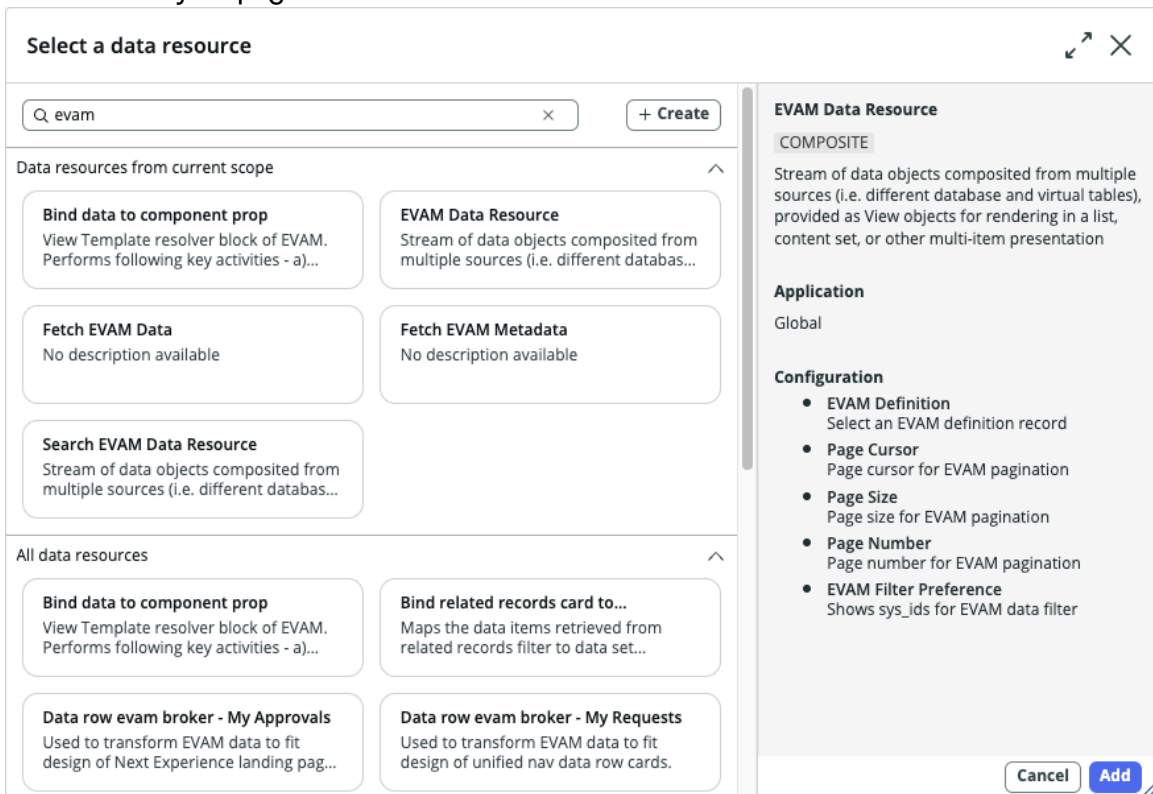 Select a data resource
evam
+ Create
Data resources from current scope
Bind data to component prop
View Template resolver block of EVAM.
Performs following key activities - a)...
EVAM Data Resource
Stream of data objects composited from
multiple sources (i.e. different databas...
Fetch EVAM Data
No description available
Fetch EVAM Metadata
No description available
Search EVAM Data Resource
Stream of data objects composited from
multiple sources (i.e. different databas...
All data resources
Bind data to component prop
View Template resolver block of EVAM.
Performs following key activities - a)...
Bind related records card to...
Maps the data items retrieved from
related records filter to data set...
Data row evam broker - My Approvals
Used to transform EVAM data to fit
design of Next Experience landing pag...
Data row evam broker - My Requests
Used to transform EVAM data to fit
design of unified nav data row cards.
EVAM Data Resource
COMPOSITE
Stream of data objects composited from multiple
sources (i.e. different database and virtual tables),
provided as View objects for rendering in a list,
content set, or other multi-item presentation
Application
Global
Configuration
• EVAM Definition
Select an EVAM definition record
• Page Cursor
Page cursor for EVAM pagination
• Page Size
Page size for EVAM pagination
• Page Number
Page number for EVAM pagination
• EVAM Filter Preference
Shows sys_ids for EVAM data filter
Cancel
Add